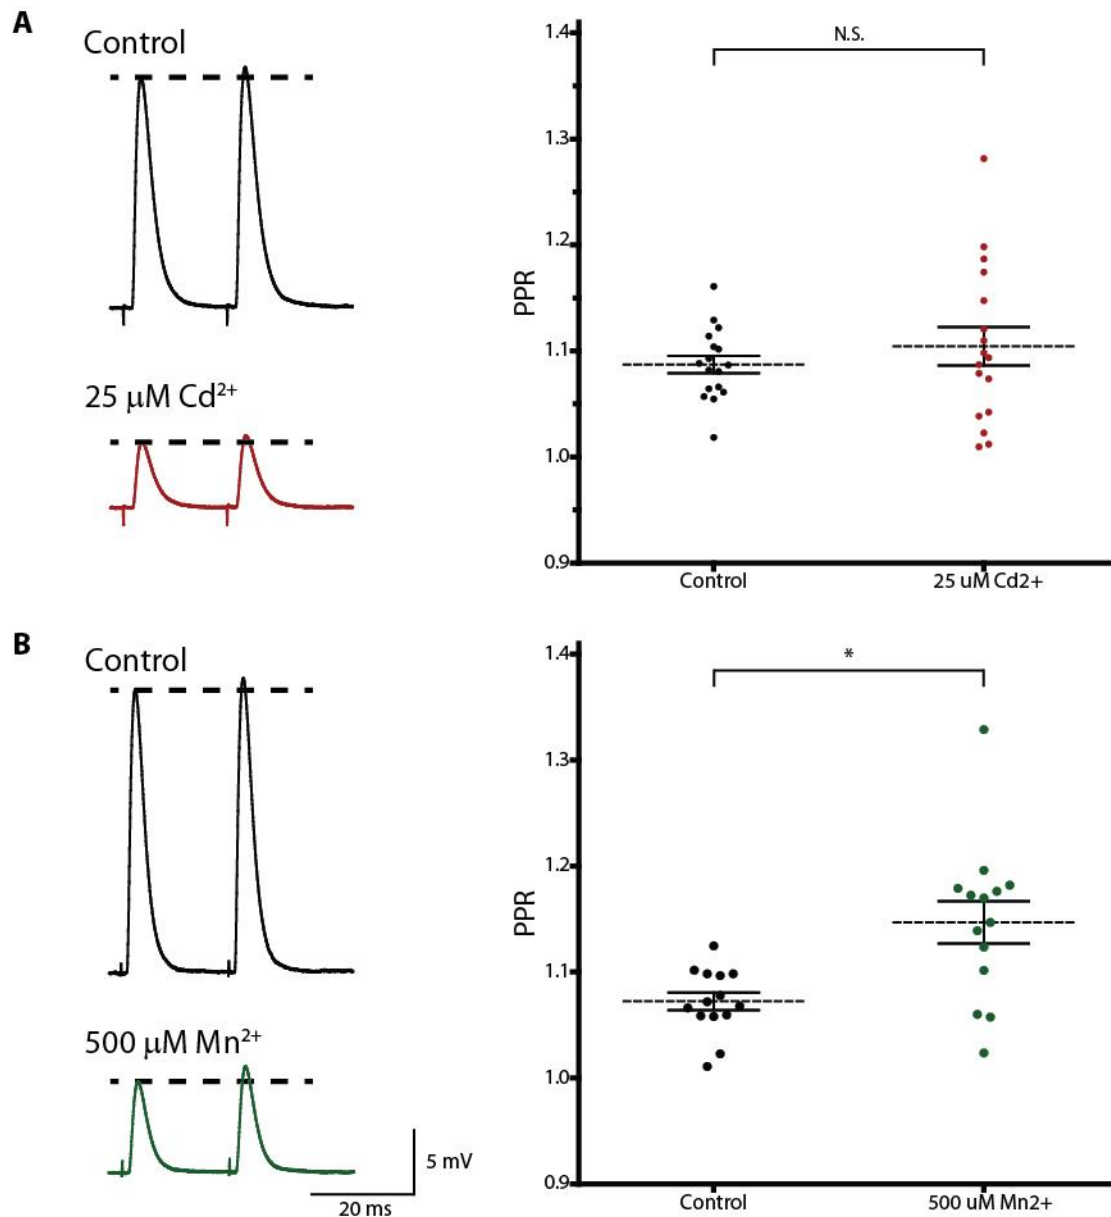 A
Control
25 μM Cd²⁺
1.4
1.3
1.2
1.1
1.0
0.9
PPR
N.S.
Control
25 uM Cd2+
B
Control
500 μM Mn²⁺
5 mV
20 ms
1.4
1.3
1.2
1.1
1.0
0.9
PPR
*
Control
500 uM Mn2+